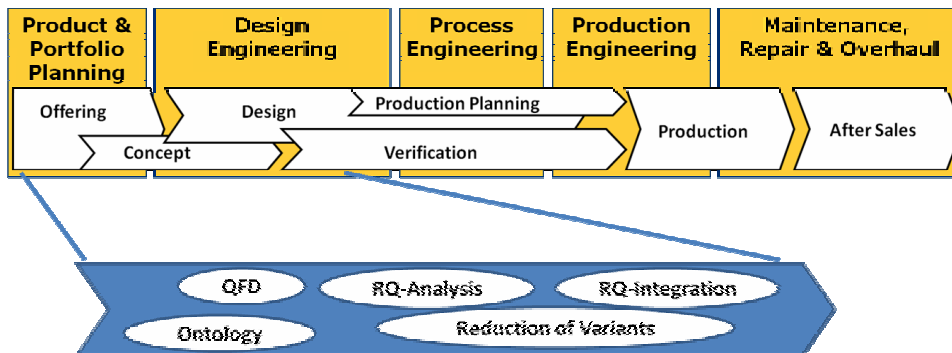 Product &
Portfolio
Planning
Design
Engineering
Process
Engineering
Production
Engineering
Maintenance,
Repair & Overhaul
Offering
Design
Production Planning
Concept
Verification
Production
After Sales
QFD
RQ-Analysis
RQ-Integration
Ontology
Reduction of Variants